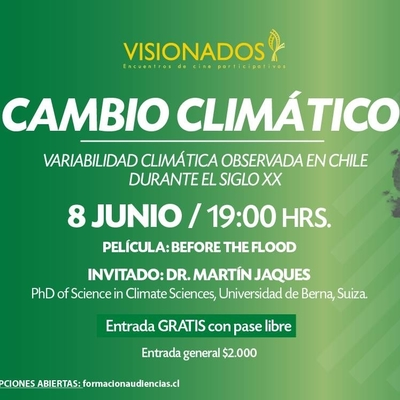 VISIONADOS
Encuentros de cine participativos
CAMBIO CLIMÁTICO
VARIABILIDAD CLIMÁTICA OBSERVADA EN CHILE
DURANTE EL SIGLO XX
8 JUNIO / 19:00 HRS.
PELÍCULA: BEFORE THE FLOOD
INVITADO: DR. MARTÍN JAQUES
PhD of Science in Climate Sciences, Universidad de Berna, Suiza.
Entrada GRATIS con pase libre
Entrada general $2.000
PCIONES ABIERTAS: formacionaudiencias.cl